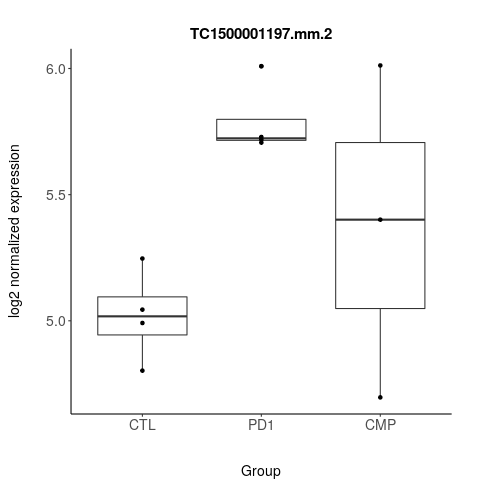 TC1500001197.mm.2
log2 normalized expression
6.0
5.5
5.0
CTL PD1 CMP
Group